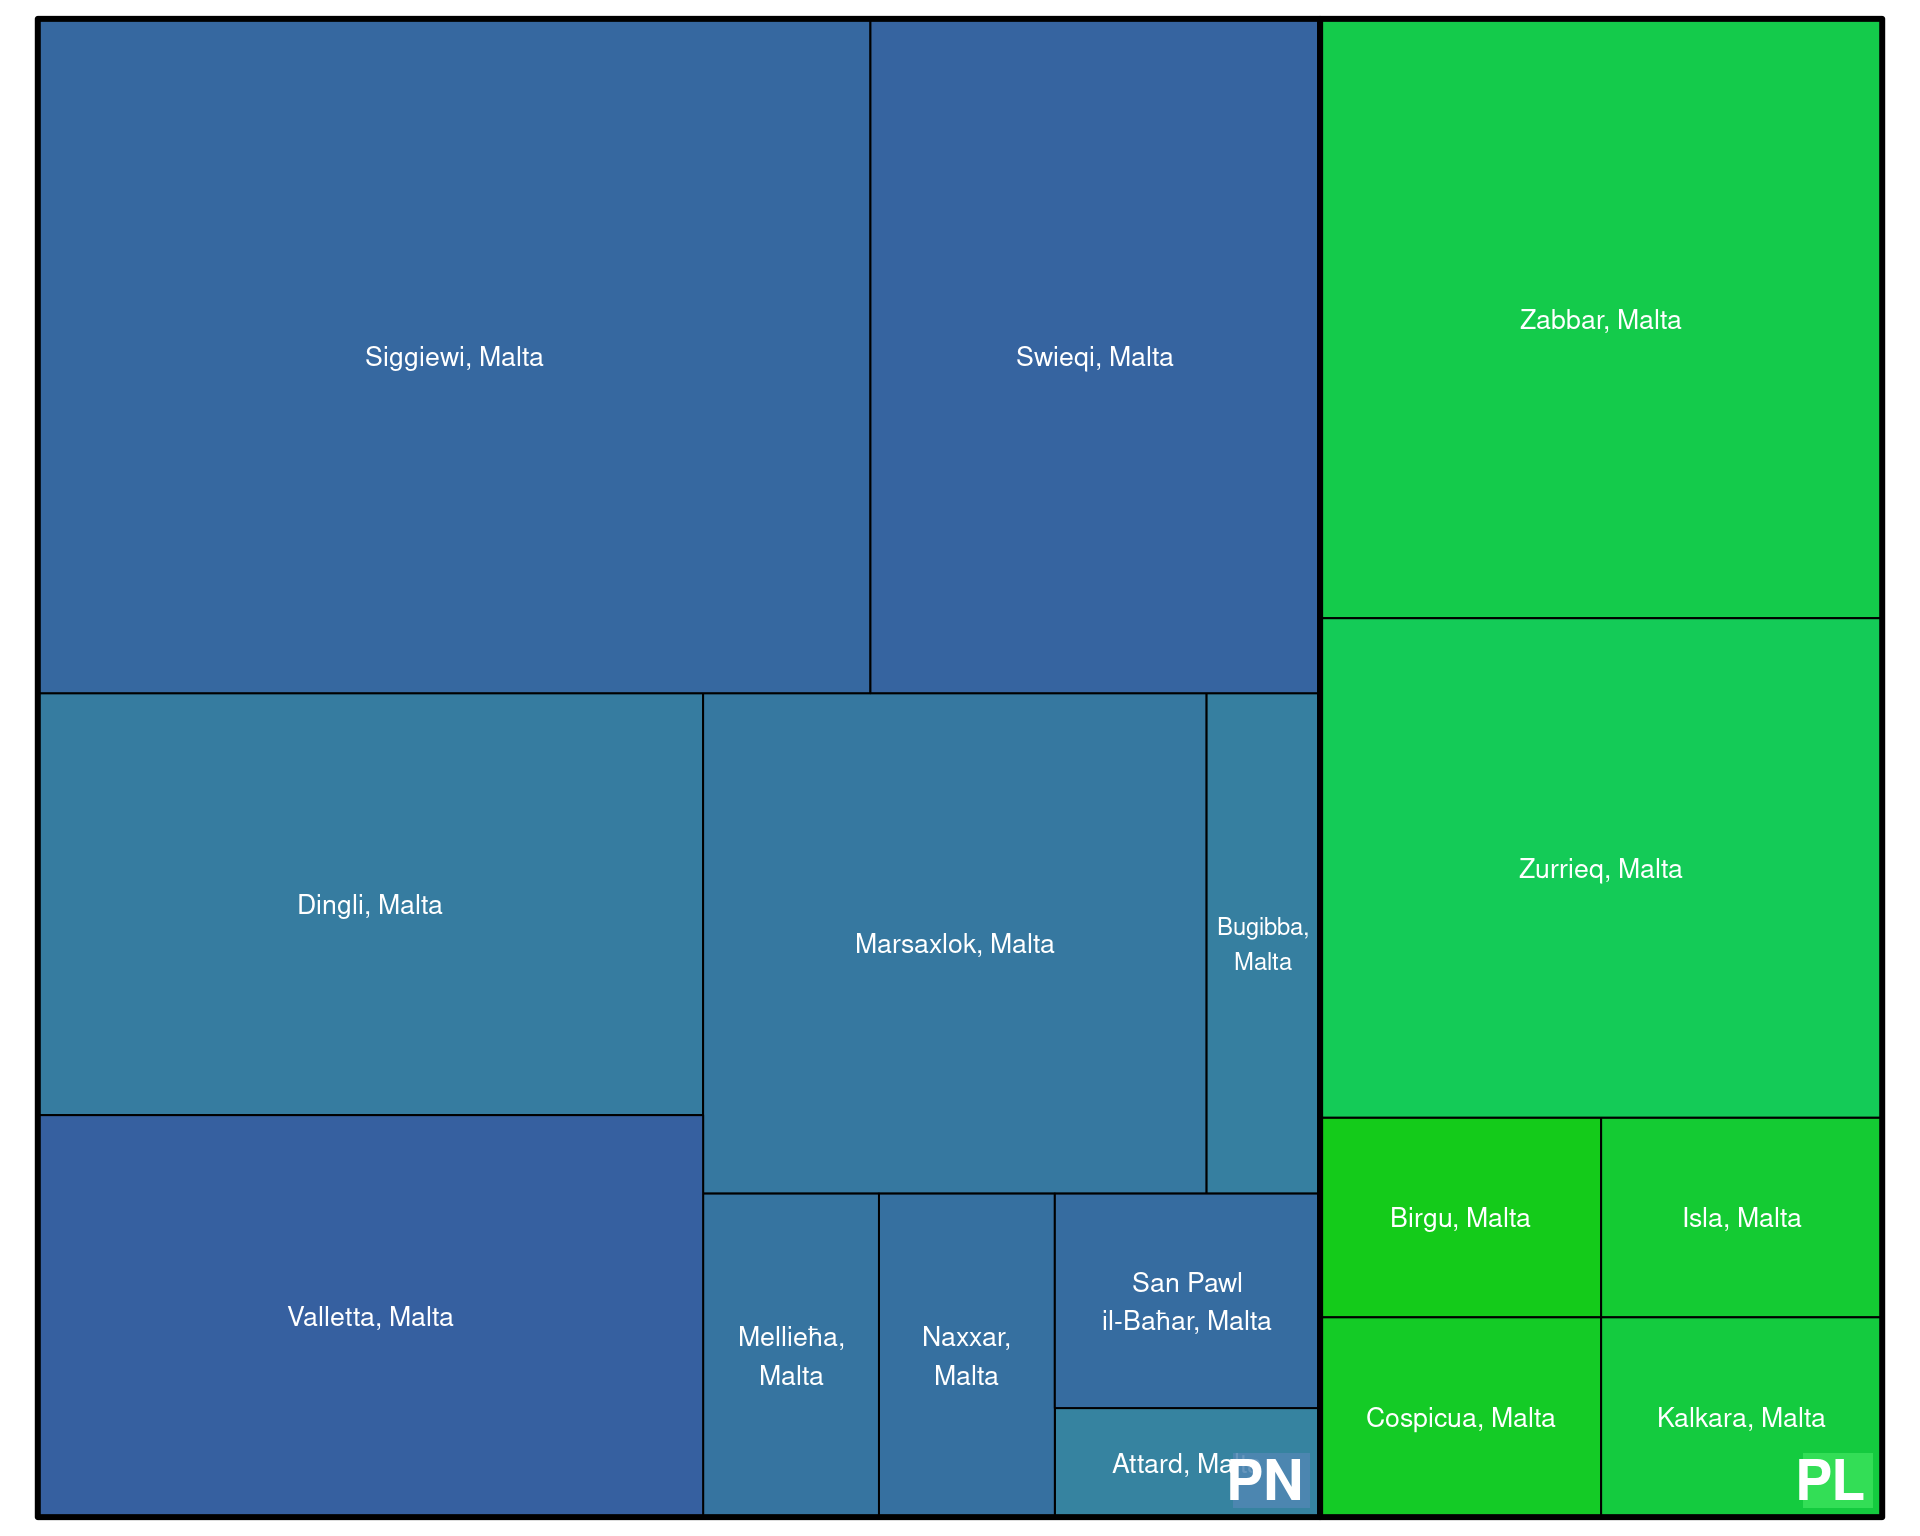 Siggiewi, Malta
Swieqi, Malta
Zabbar, Malta
Zurrieq, Malta
Dingli, Malta
Marsaxlok, Malta
Bugibba,
Malta
Valletta, Malta
Mellieħa,
Malta
Naxxar,
Malta
San Pawl
il-Baħar, Malta
Attard, Ma
PN
Birgu, Malta
Isla, Malta
Cospicua, Malta
Kalkara, Malta
PL